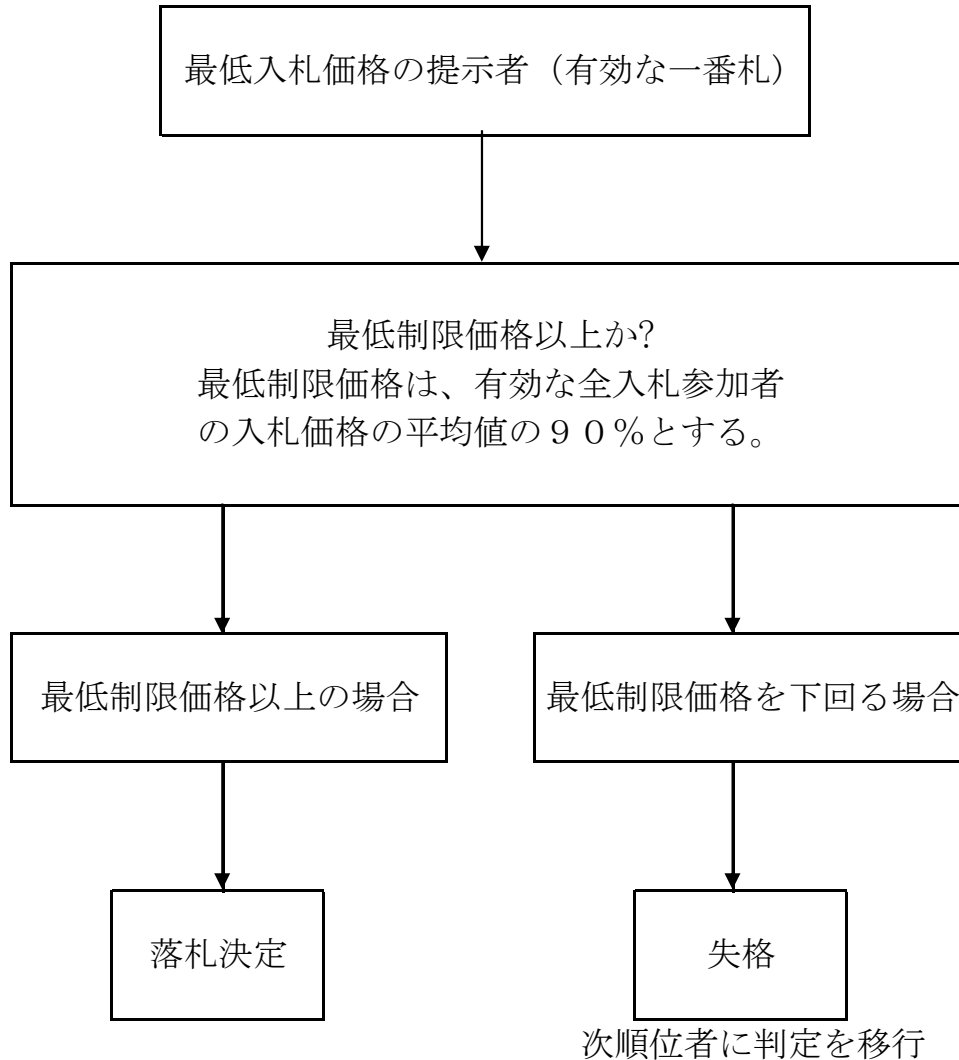 最低入札価格の提示者（有効な一番札）
最低制限価格以上か?
最低制限価格は、有効な全入札参加者
の入札価格の平均値の９０％とする。
最低制限価格以上の場合
最低制限価格を下回る場合
落札決定
失格
次順位者に判定を移行